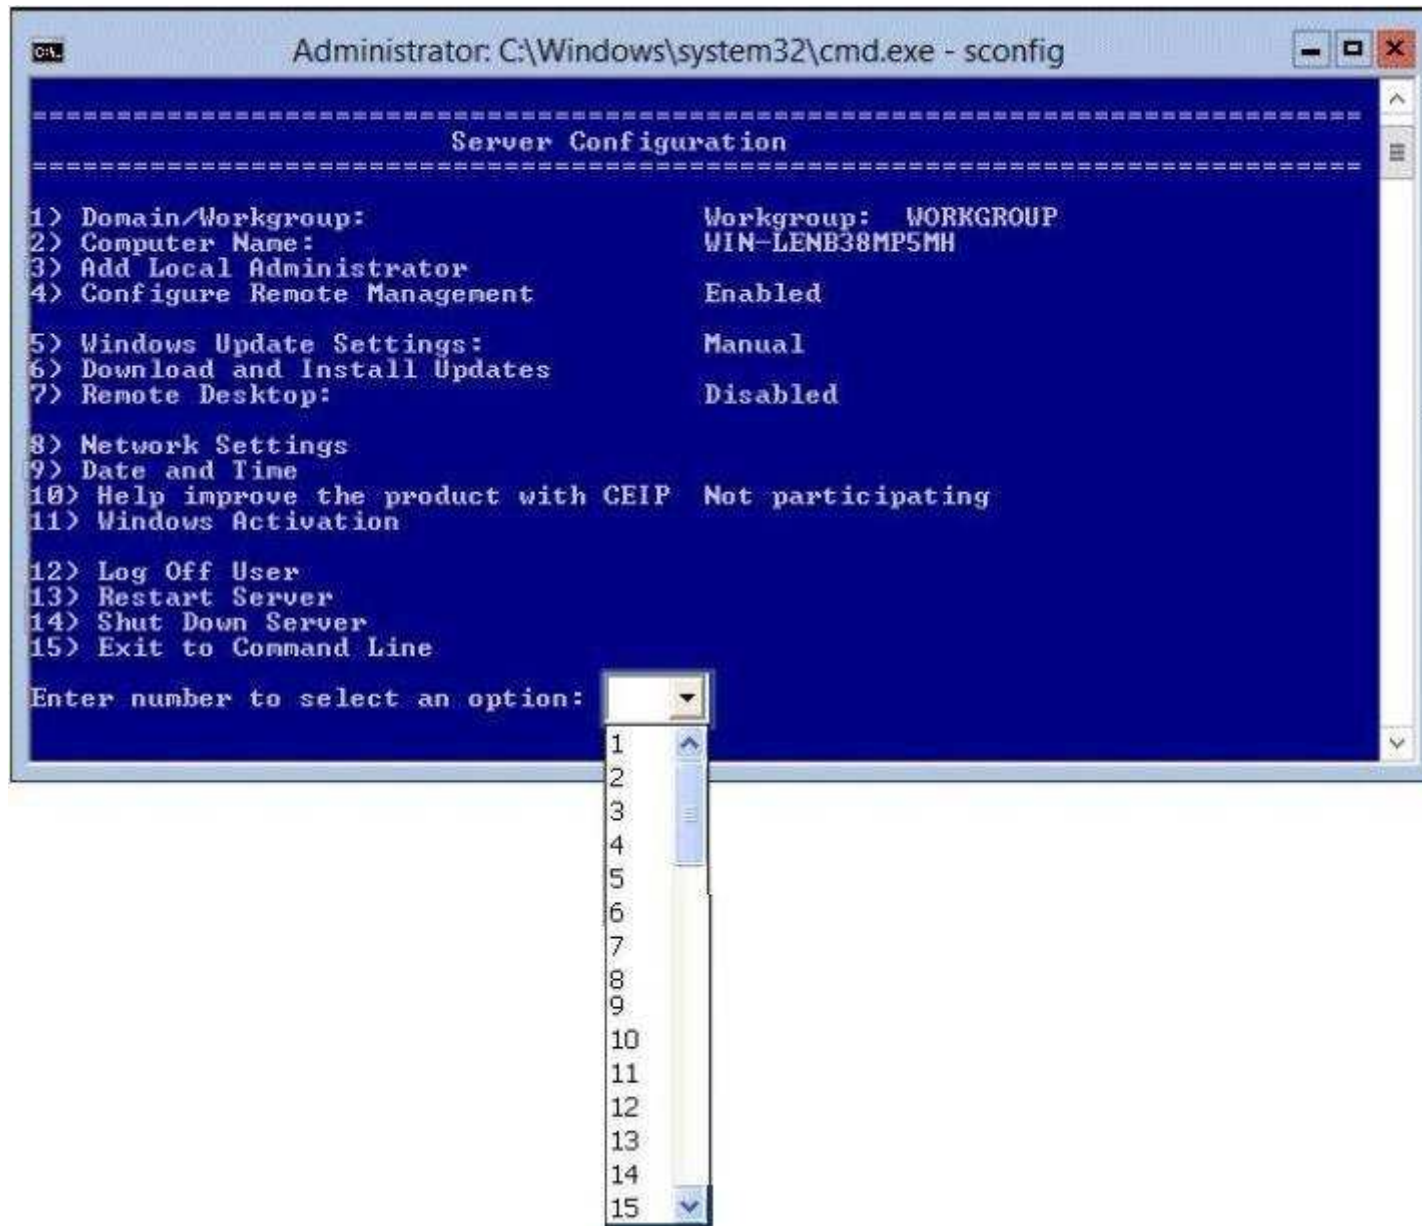 Administrator: C:\Windows\system32\cmd.exe - sconfig
===============================================================================
Server Configuration
===============================================================================
1) Domain/Workgroup: Workgroup: WORKGROUP
2) Computer Name: WIN-LENB38MP5MH
3) Add Local Administrator
4) Configure Remote Management Enabled
5) Windows Update Settings: Manual
6) Download and Install Updates
7) Remote Desktop: Disabled
8) Network Settings
9) Date and Time
10) Help improve the product with CEIP Not participating
11) Windows Activation
12) Log Off User
13) Restart Server
14) Shut Down Server
15) Exit to Command Line
Enter number to select an option:
1
2
3
4
5
6
7
8
9
10
11
12
13
14
15